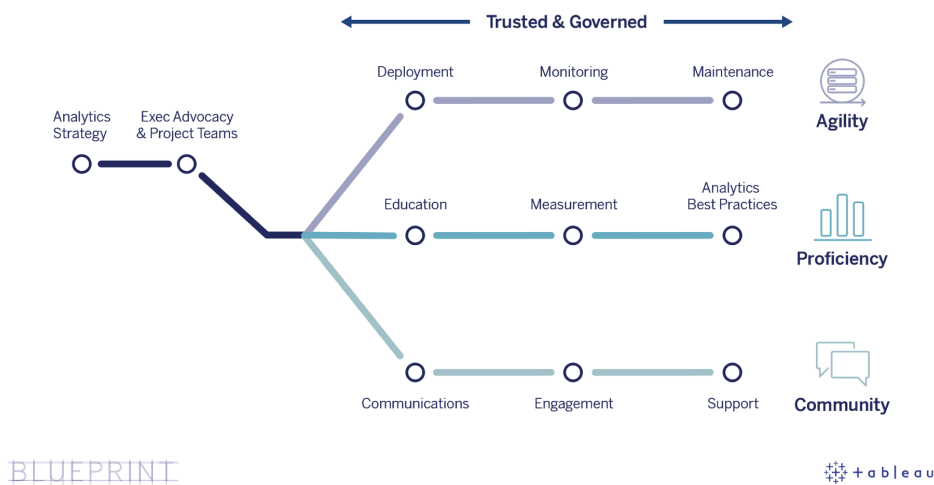 Trusted & Governed
Deployment
Monitoring
Maintenance
Agility
Analytics
Strategy
Exec Advocacy
& Project Teams
Education
Measurement
Analytics
Best Practices
Proficiency
Communications
Engagement
Support
Community
BLUEPRINT
+ableau